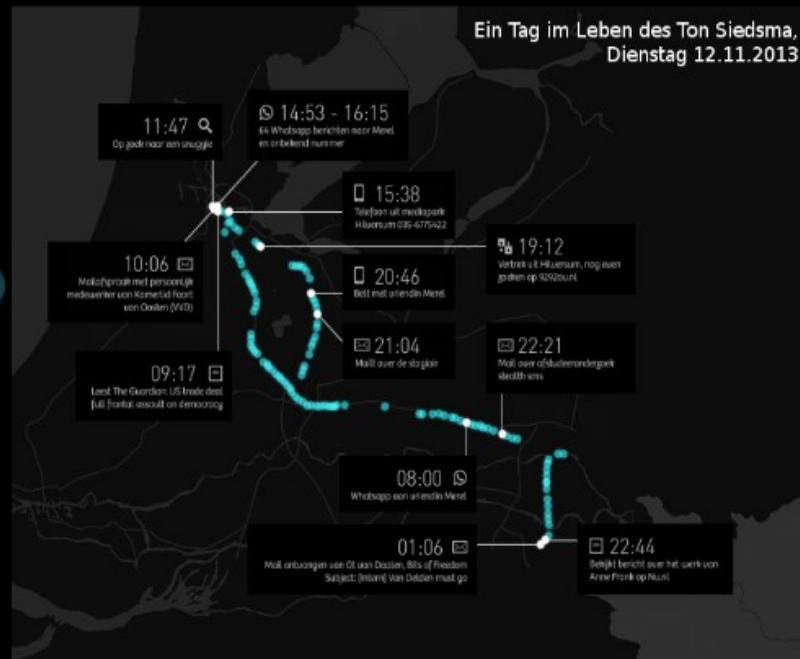 Ein Tag im Leben des Ton Siedsma,
Dienstag 12.11.2013
11:47
Op zoek naar een snuggie
14:53 - 16:15
64 Whatsapp berichten naar Merel
en onbekend nummer
15:38
Telefoon uit mediapark
Hilversum 035-6775422
10:06
Mailafspraak met persoonlijk
medewerker van Kamerlid Foort
van Oosten (VVD)
19:12
Vertrek uit Hilversum, nog even
zoeken op 9292ov.nl
20:46
Belt met vriendin Merel
21:04
Mailt over de stagiair
22:21
Mail over afstudeeronderzoek
stealth sms
09:17
Leest The Guardian: US trade deal
full frontal assault on democracy
08:00
Whatsapp aan vriendin Merel
01:06
Mail ontvangen van Ot van Daalen, Bits of Freedom
Subject: [Intern] Van Delden must go
22:44
Bekijkt bericht over het werk van
Anne Frank op Nu.nl